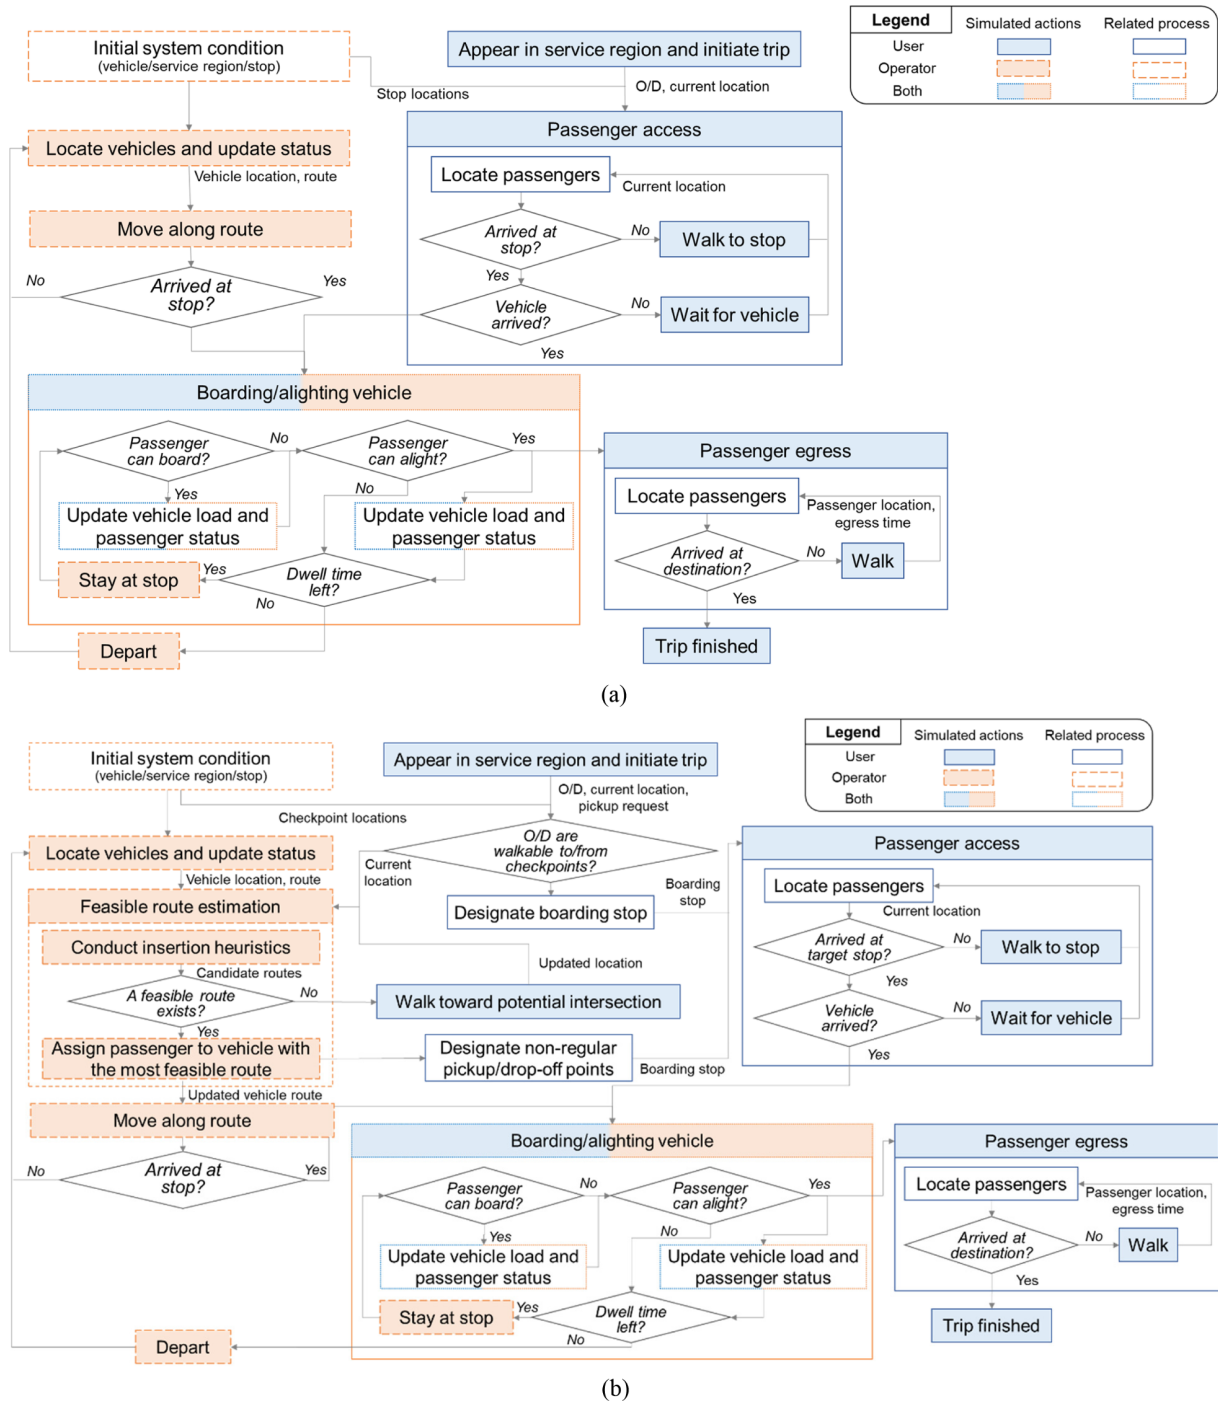 Initial system condition
(vehicle/service region/stop)
Appear in service region and initiate trip
Legend
Simulated actions
Related process
User
Operator
Both
Stop locations
O/D, current location
Passenger access
Locate vehicles and update status
Vehicle location, route
Locate passengers
Current location
Move along route
Arrived at
stop?
No
Walk to stop
Yes
No
Arrived at
stop?
Yes
Vehicle
arrived?
No
Wait for vehicle
Yes
Boarding/alighting vehicle
Passenger
can board?
No
Passenger
can alight?
Yes
Yes
No
Update vehicle load and
passenger status
Update vehicle load and
passenger status
Stay at stop
Yes
Dwell time
left?
No
Depart
Passenger egress
Locate passengers
Passenger location,
egress time
Arrived at
destination?
No
Walk
Yes
Trip finished
(a)
Initial system condition
(vehicle/service region/stop)
Appear in service region and initiate trip
Legend
Simulated actions
Related process
User
Operator
Both
O/D, current location,
pickup request
Checkpoint locations
O/D are
walkable to/from
checkpoints?
Locate vehicles and update status
Current
location
Vehicle location, route
Boarding
stop
Feasible route estimation
Designate boarding stop
Conduct insertion heuristics
Candidate routes
Updated location
A feasible route
exists?
No
Walk toward potential intersection
Yes
Assign passenger to vehicle with
the most feasible route
Designate non-regular
pickup/drop-off points
Boarding stop
Updated vehicle route
Move along route
No
Arrived at
stop?
Yes
Passenger access
Locate passengers
Current location
Arrived at
target stop?
No
Walk to stop
Yes
Vehicle
arrived?
No
Wait for vehicle
Yes
Boarding/alighting vehicle
Passenger
can board?
No
Passenger
can alight?
Yes
Yes
No
Update vehicle load and
passenger status
Update vehicle load and
passenger status
Stay at stop
Yes
Dwell time
left?
No
Depart
Passenger egress
Locate passengers
Passenger location,
egress time
Arrived at
destination?
No
Walk
Yes
Trip finished
(b)